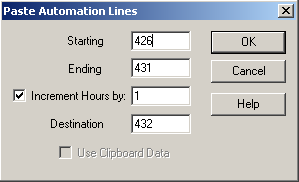 Paste Automation Lines
Starting 426 OK
Ending 431 Cancel
Increment Hours by: 1 Help
Destination 432
Use Clipboard Data